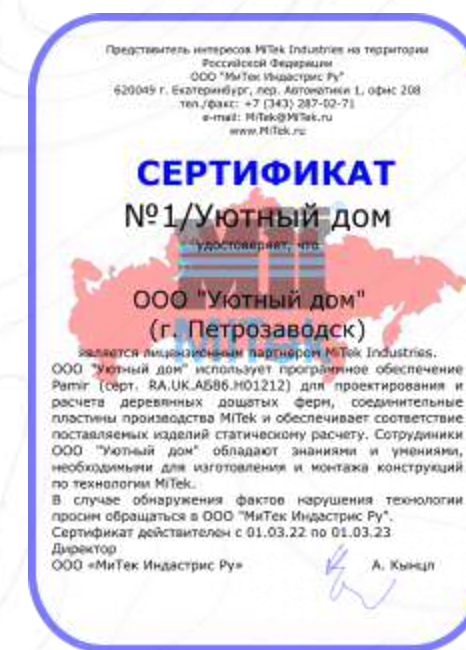 Представитель интересов MiTek Industries на территории
Российской Федерации
ООО "МиТек Индастрис Ру"
620049 г. Екатеринбург, пер. Автоматики 1, офис 208
тел./факс: +7 (343) 287-02-71
e-mail: MiTek@MiTek.ru
www.MiTek.ru
СЕРТИФИКАТ
№1/Уютный дом
удостоверяет, что
ООО "Уютный дом"
(г. Петрозаводск)
MiTek
является лицензионным партнером MiTek Industries.
ООО "Уютный дом" использует программное обеспечение
Pamir (серт. RA.UK.АБ86.Н01212) для проектирования и
расчета деревянных дощатых ферм, соединительные
пластины производства MiTek и обеспечивает соответствие
поставляемых изделий статическому расчету. Сотрудники
ООО "Уютный дом" обладают знаниями и умениями,
необходимыми для изготовления и монтажа конструкций
по технологии MiTek.
В случае обнаружения фактов нарушения технологии
просим обращаться в ООО "МиТек Индастрис Ру".
Сертификат действителен с 01.03.22 по 01.03.23
Директор
ООО «МиТек Индастрис Ру» А. Кынцл